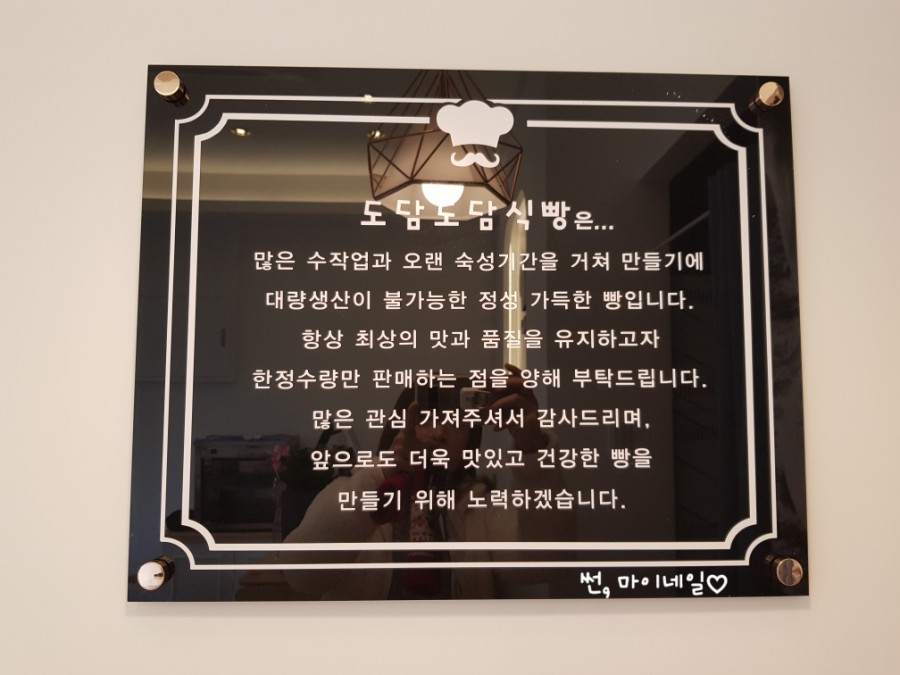 도담도담식빵은...
많은 수작업과 오랜 숙성기간을 거쳐 만들기에
대량생산이 불가능한 정성 가득한 빵입니다.
항상 최상의 맛과 품질을 유지하고자
한정수량만 판매하는 점을 양해 부탁드립니다.
많은 관심 가져주셔서 감사드리며,
앞으로도 더욱 맛있고 건강한 빵을
만들기 위해 노력하겠습니다.
썬, 마이네일♡